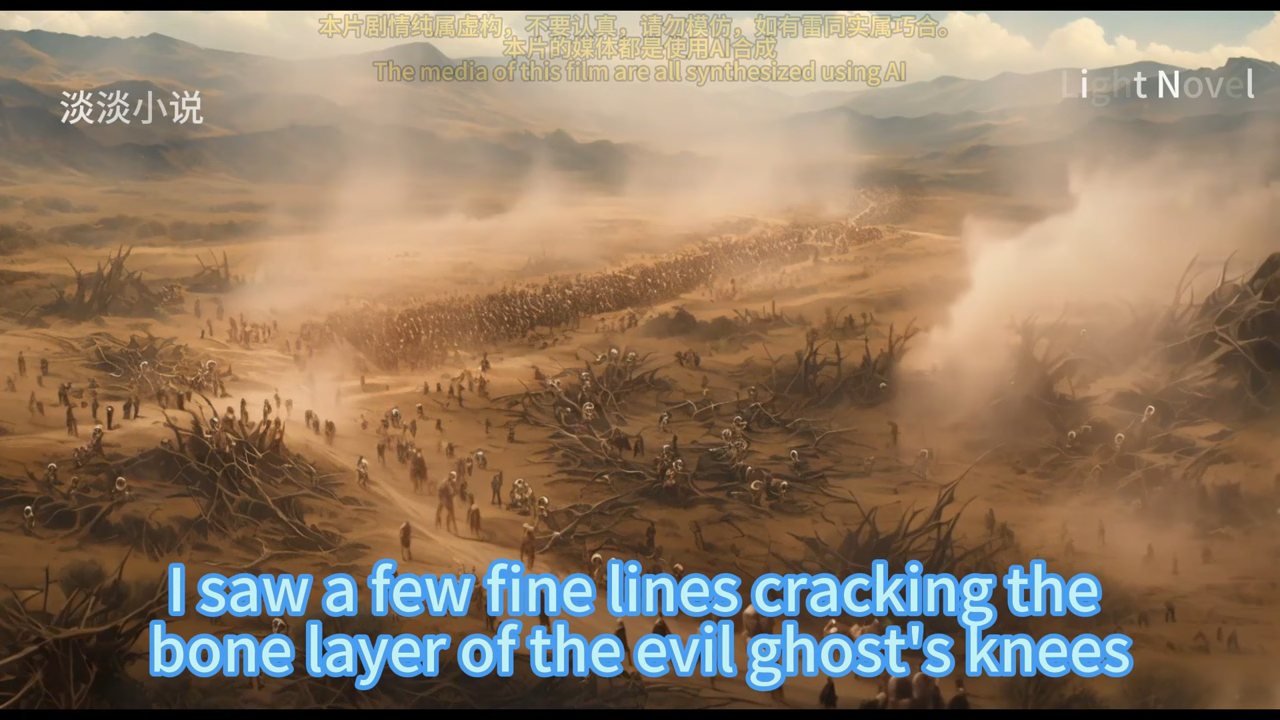 本片剧情纯属虚构，不要认真，请勿模仿，如有雷同实属巧合。
本片的媒体都是使用AI合成
The media of this film are all synthesized using AI
淡淡小说
Light Novel
I saw a few fine lines cracking the
bone layer of the evil ghost's knees